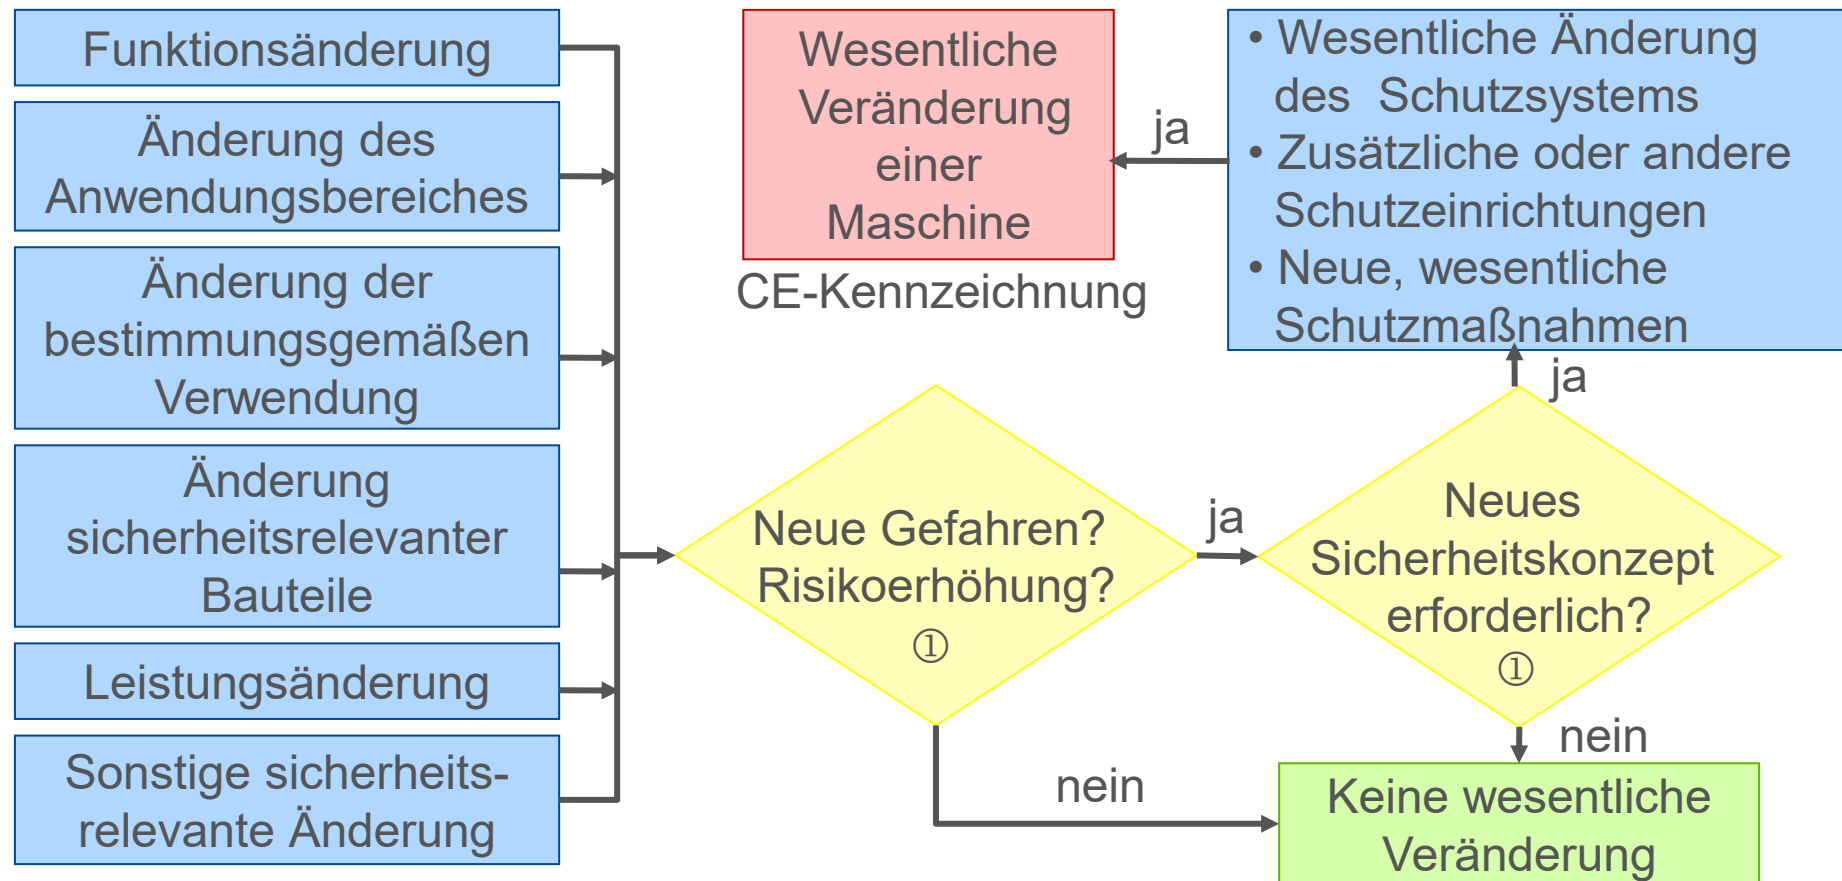 Funktionsänderung
Änderung des
Anwendungsbereiches
Änderung der
bestimmungsgemäßen
Verwendung
Änderung
sicherheitsrelevanter
Bauteile
Leistungsänderung
Sonstige sicherheits-
relevante Änderung
Wesentliche
Veränderung
einer
Maschine
CE-Kennzeichnung
ja
• Wesentliche Änderung
des Schutzsystems
• Zusätzliche oder andere
Schutzeinrichtungen
• Neue, wesentliche
Schutzmaßnahmen
ja
Neue Gefahren?
Risikoerhöhung?
①
ja
Neues
Sicherheitskonzept
erforderlich?
①
nein
nein
Keine wesentliche
Veränderung